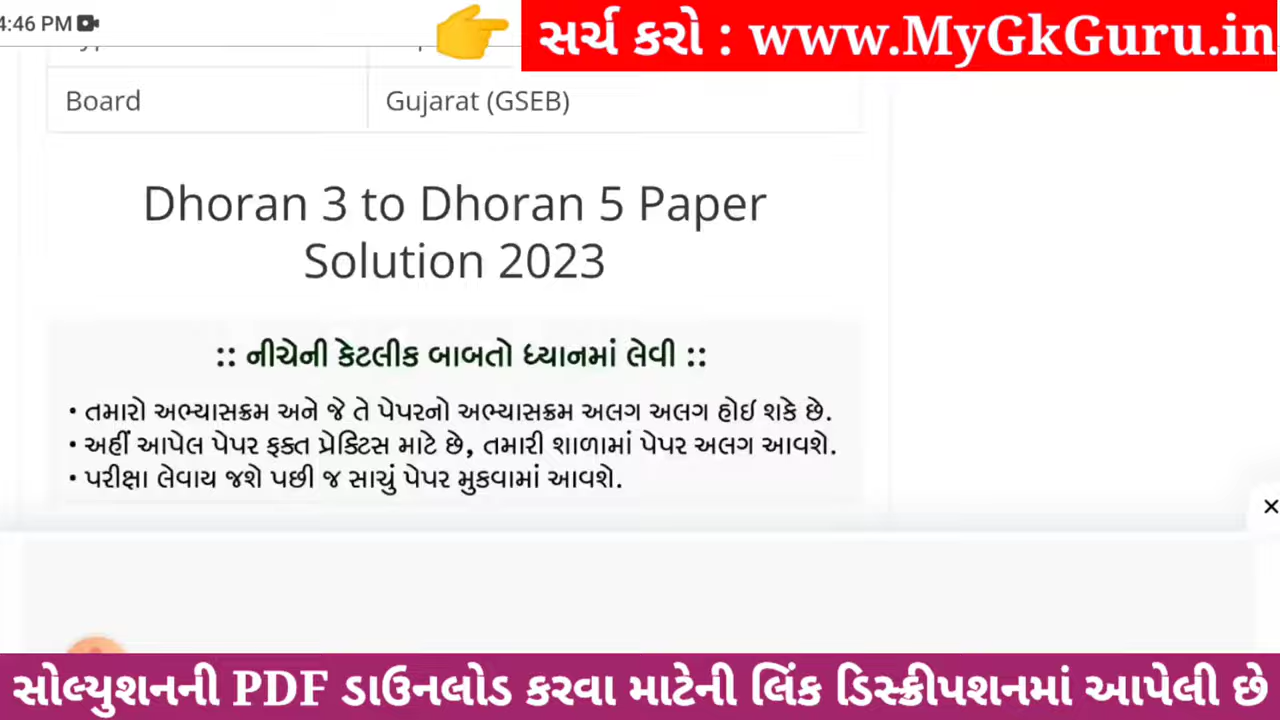 4:46 PM
સર્ચ કરો : www.MyGkGuru.in
Board Gujarat (GSEB)
Dhoran 3 to Dhoran 5 Paper
Solution 2023
:: નીચેની કેટલીક બાબતો ધ્યાનમાં લેવી ::
• તમારો અભ્યાસક્રમ અને જે તે પેપરનો અભ્યાસક્રમ અલગ અલગ હોઈ શકે છે.
• અહીં આપેલ પેપર ફક્ત પ્રેક્ટિસ માટે છે, તમારી શાળામાં પેપર અલગ આવશે.
• પરીક્ષા લેવાય જશે પછી જ સાચું પેપર મુકવામાં આવશે.
સોલ્યુશનની PDF ડાઉનલોડ કરવા માટેની લિંક ડિસ્ક્રીપશનમાં આપેલી છે